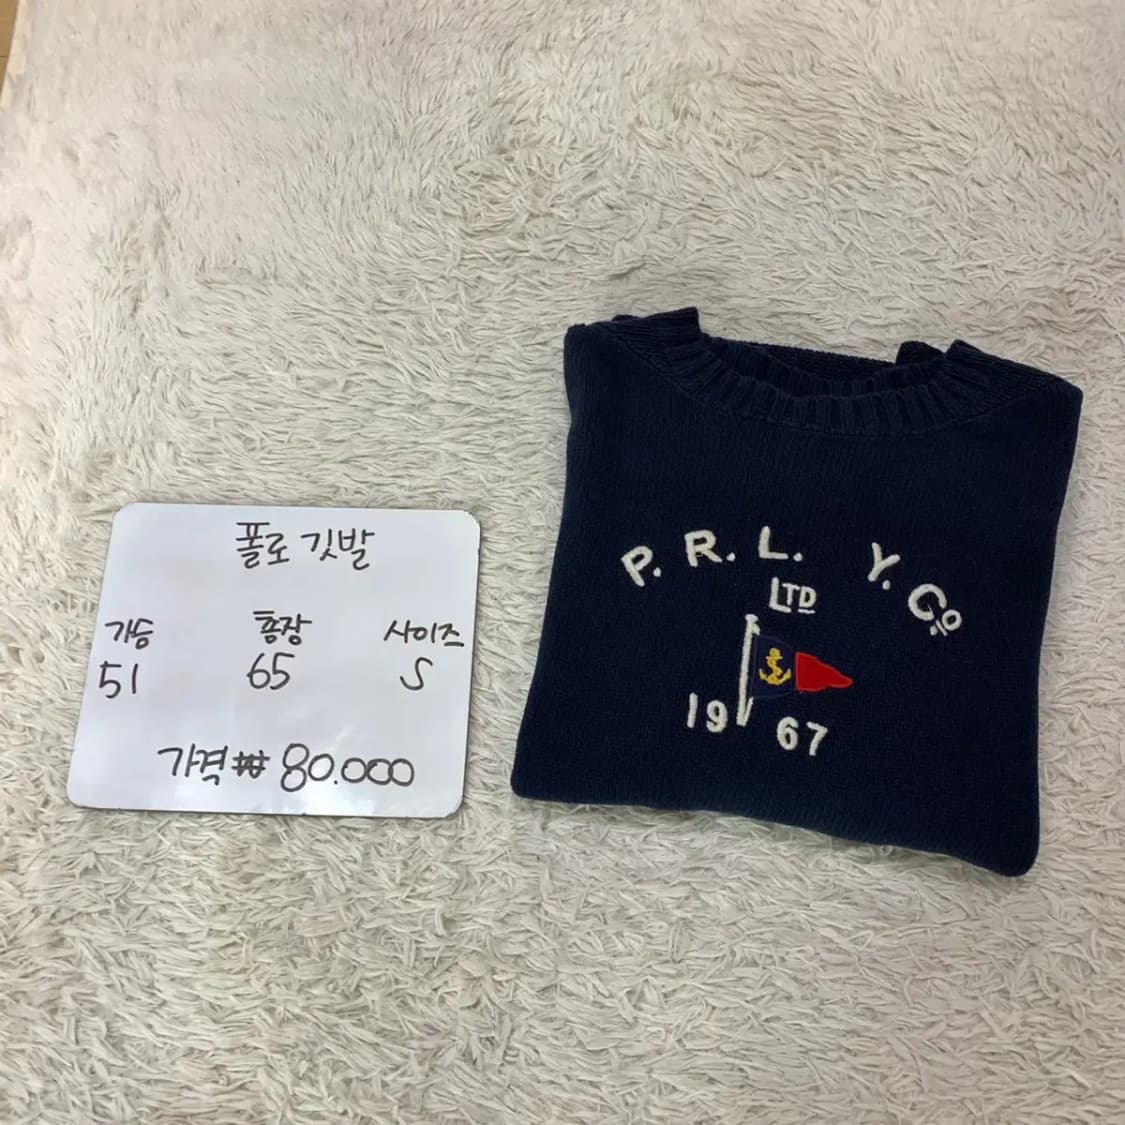 폴로 깃발
가슴 총장 사이즈
51 65 S
가격 ₩ 80.000
P. R. L. Y. Co
LTD
19 67